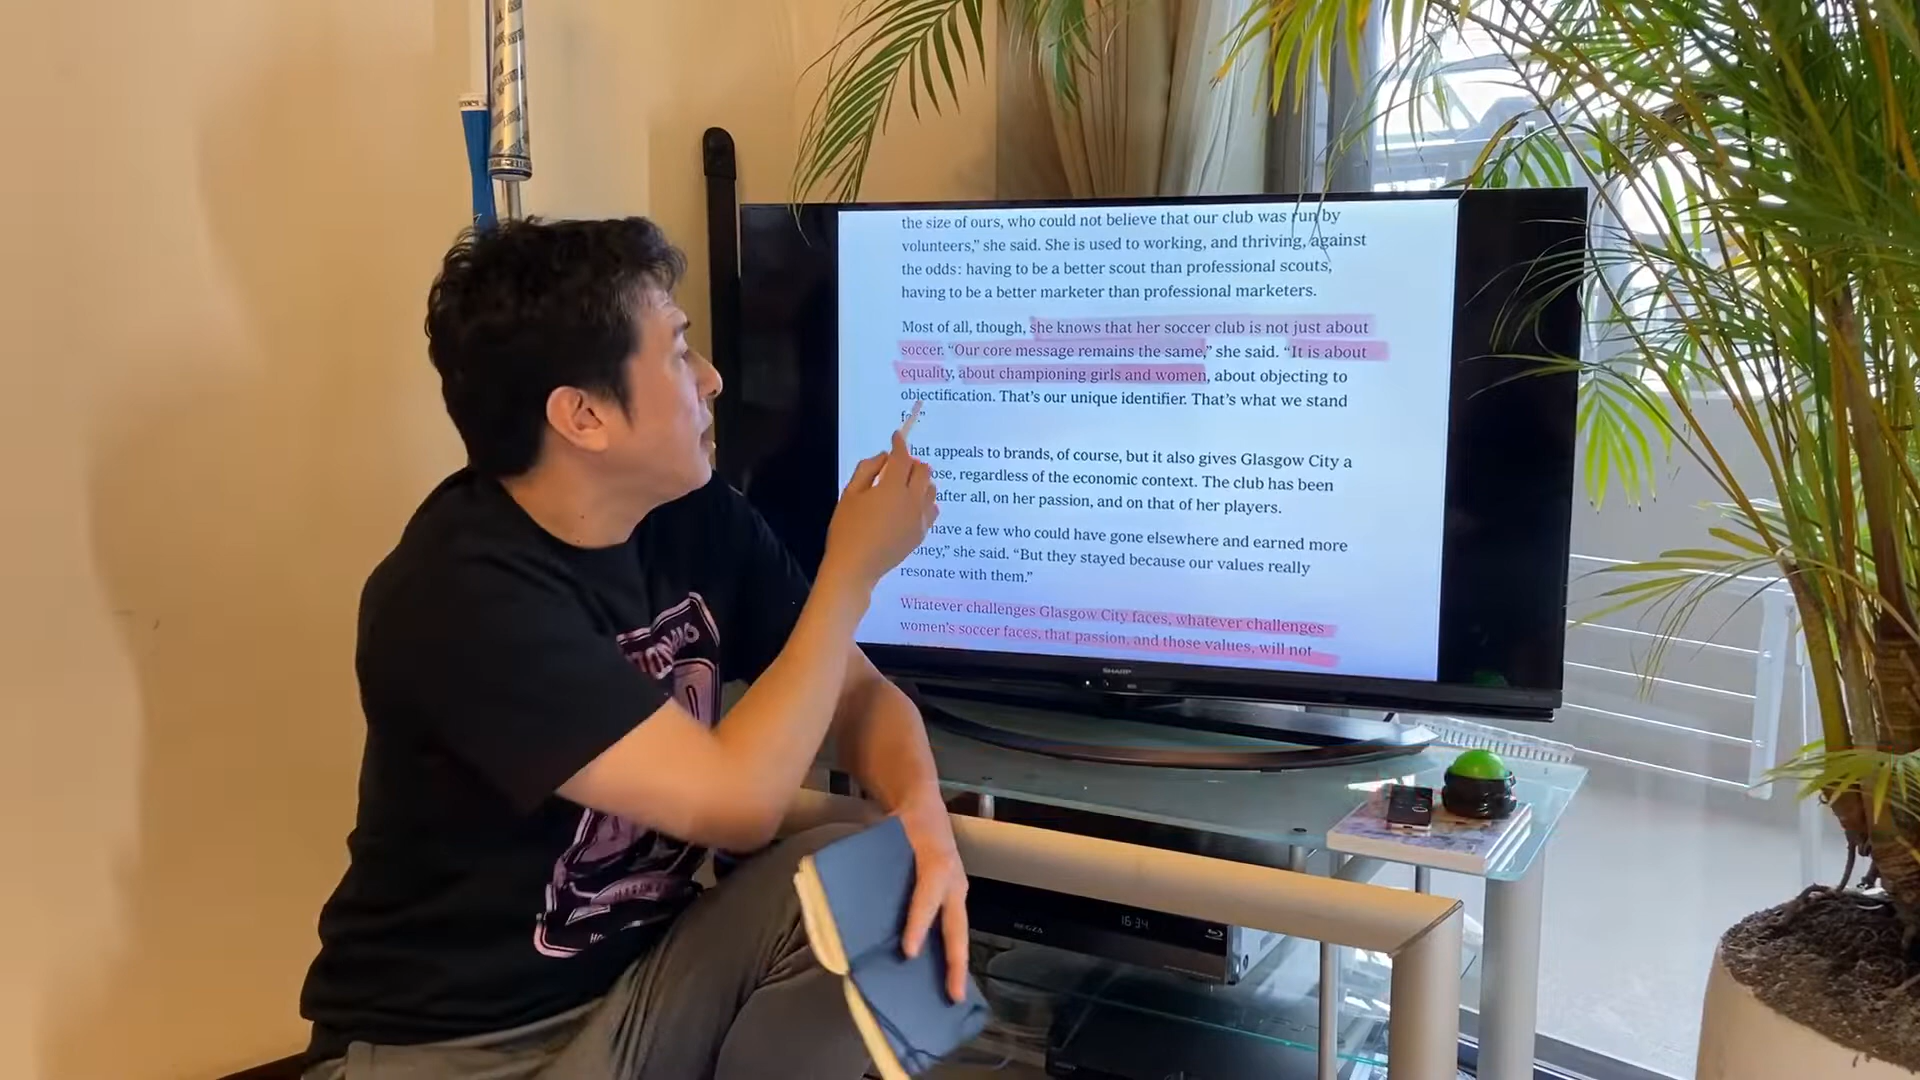 the size of ours, who could not believe that our club was run by
volunteers,” she said. She is used to working, and thriving, against
the odds: having to be a better scout than professional scouts,
having to be a better marketer than professional marketers.
Most of all, though, she knows that her soccer club is not just about
soccer. “Our core message remains the same,” she said. “It is about
equality, about championing girls and women, about objecting to
objectification. That’s our unique identifier. That’s what we stand
hat appeals to brands, of course, but it also gives Glasgow City a
ose, regardless of the economic context. The club has been
after all, on her passion, and on that of her players.
have a few who could have gone elsewhere and earned more
oney,” she said. “But they stayed because our values really
resonate with them.”
Whatever challenges Glasgow City faces, whatever challenges
women’s soccer faces, that passion, and those values, will not
SHARP
REGZA
16:34